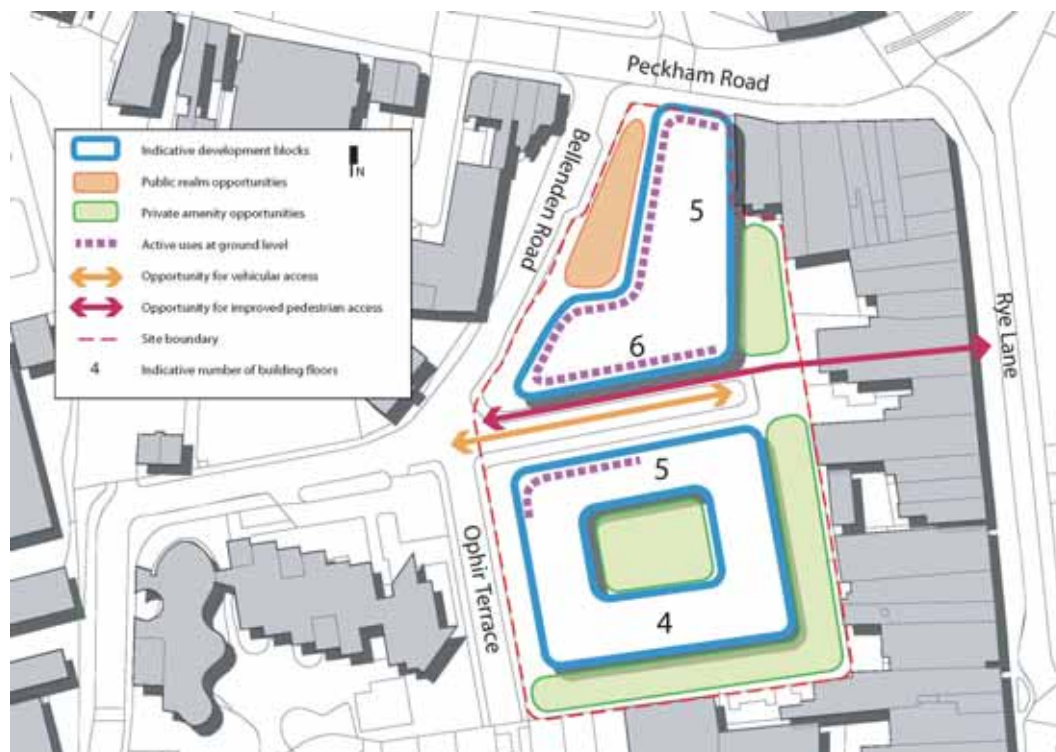 Peckham Road
Bellenden Road
Indicative development blocks
N
Public realm opportunities
Private amenity opportunities
Active uses at ground level
Opportunity for vehicular access
Opportunity for improved pedestrian access
Site boundary
4 Indicative number of building floors
5
6
Rye Lane
5
Ophir Terrace
4